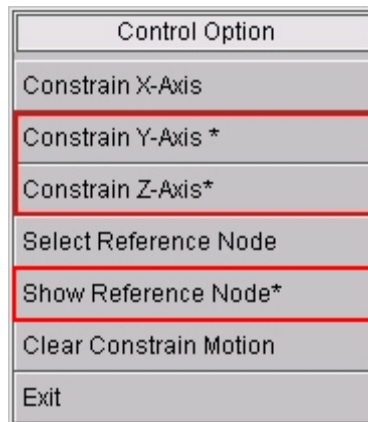 Control Option
Constrain X-Axis
Constrain Y-Axis *
Constrain Z-Axis*
Select Reference Node
Show Reference Node*
Clear Constrain Motion
Exit